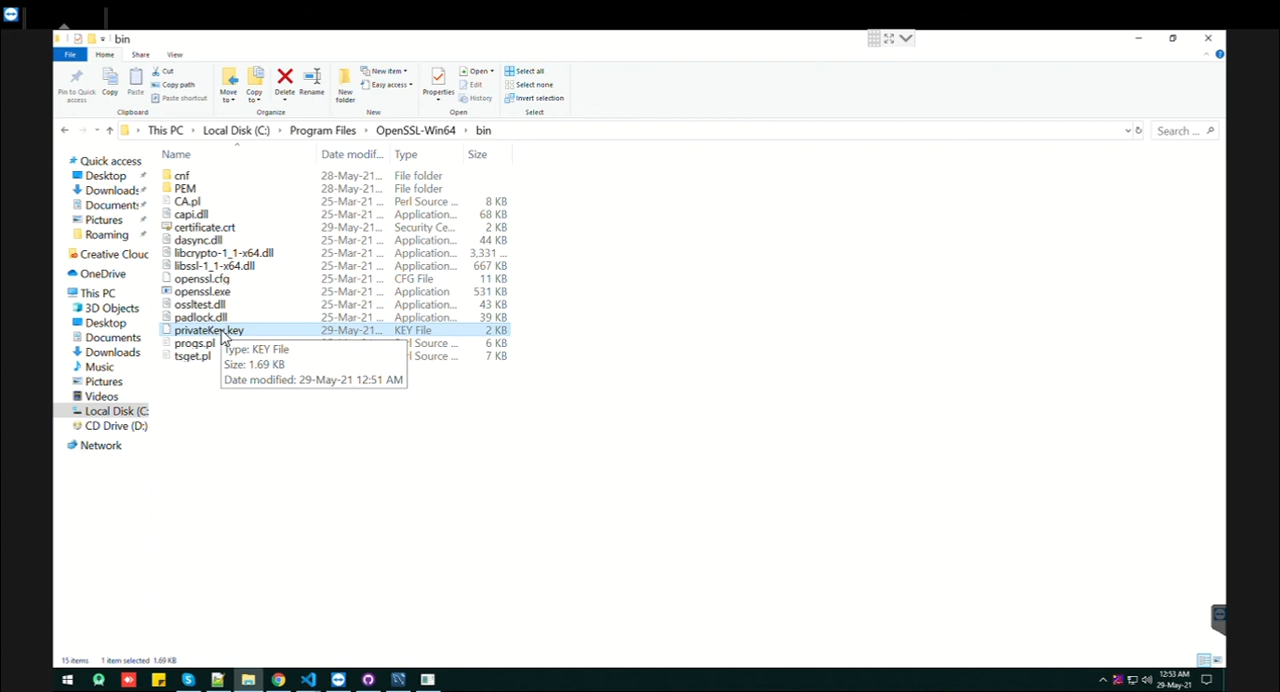 bin
File Home Share View
Pin to Quick access
Copy
Paste
Cut
Copy path
Paste shortcut
Clipboard
Move to
Copy to
Delete
Rename
Organize
New folder
New item
Easy access
New
Properties
Open
Edit
History
Open
Select all
Select none
Invert selection
Select
This PC Local Disk (C:) Program Files OpenSSL-Win64 bin
Search ...
Name Date modif... Type Size
cnf 28-May-21... File folder
PEM 28-May-21... File folder
CA.pl 25-Mar-21 ... Perl Source ... 8 KB
capi.dll 25-Mar-21 ... Application... 68 KB
certificate.crt 29-May-21... Security Ce... 2 KB
dasync.dll 25-Mar-21 ... Application... 44 KB
libcrypto-1_1-x64.dll 25-Mar-21 ... Application... 3,331 ...
libssl-1_1-x64.dll 25-Mar-21 ... Application... 667 KB
openssl.cfg 25-Mar-21 ... CFG File 11 KB
openssl.exe 25-Mar-21 ... Application 531 KB
ossltest.dll 25-Mar-21 ... Application... 43 KB
padlock.dll 25-Mar-21 ... Application... 39 KB
privateKey.key 29-May-21... KEY File 2 KB
progs.pl rl Source ... 6 KB
tsget.pl rl Source ... 7 KB
Type: KEY File
Size: 1.69 KB
Date modified: 29-May-21 12:51 AM
Quick access
Desktop
Downloads
Documents
Pictures
Roaming
Creative Clouc
OneDrive
This PC
3D Objects
Desktop
Documents
Downloads
Music
Pictures
Videos
Local Disk (C:
CD Drive (D:)
Network
15 items 1 item selected 1.69 KB
12:53 AM
29-May-21